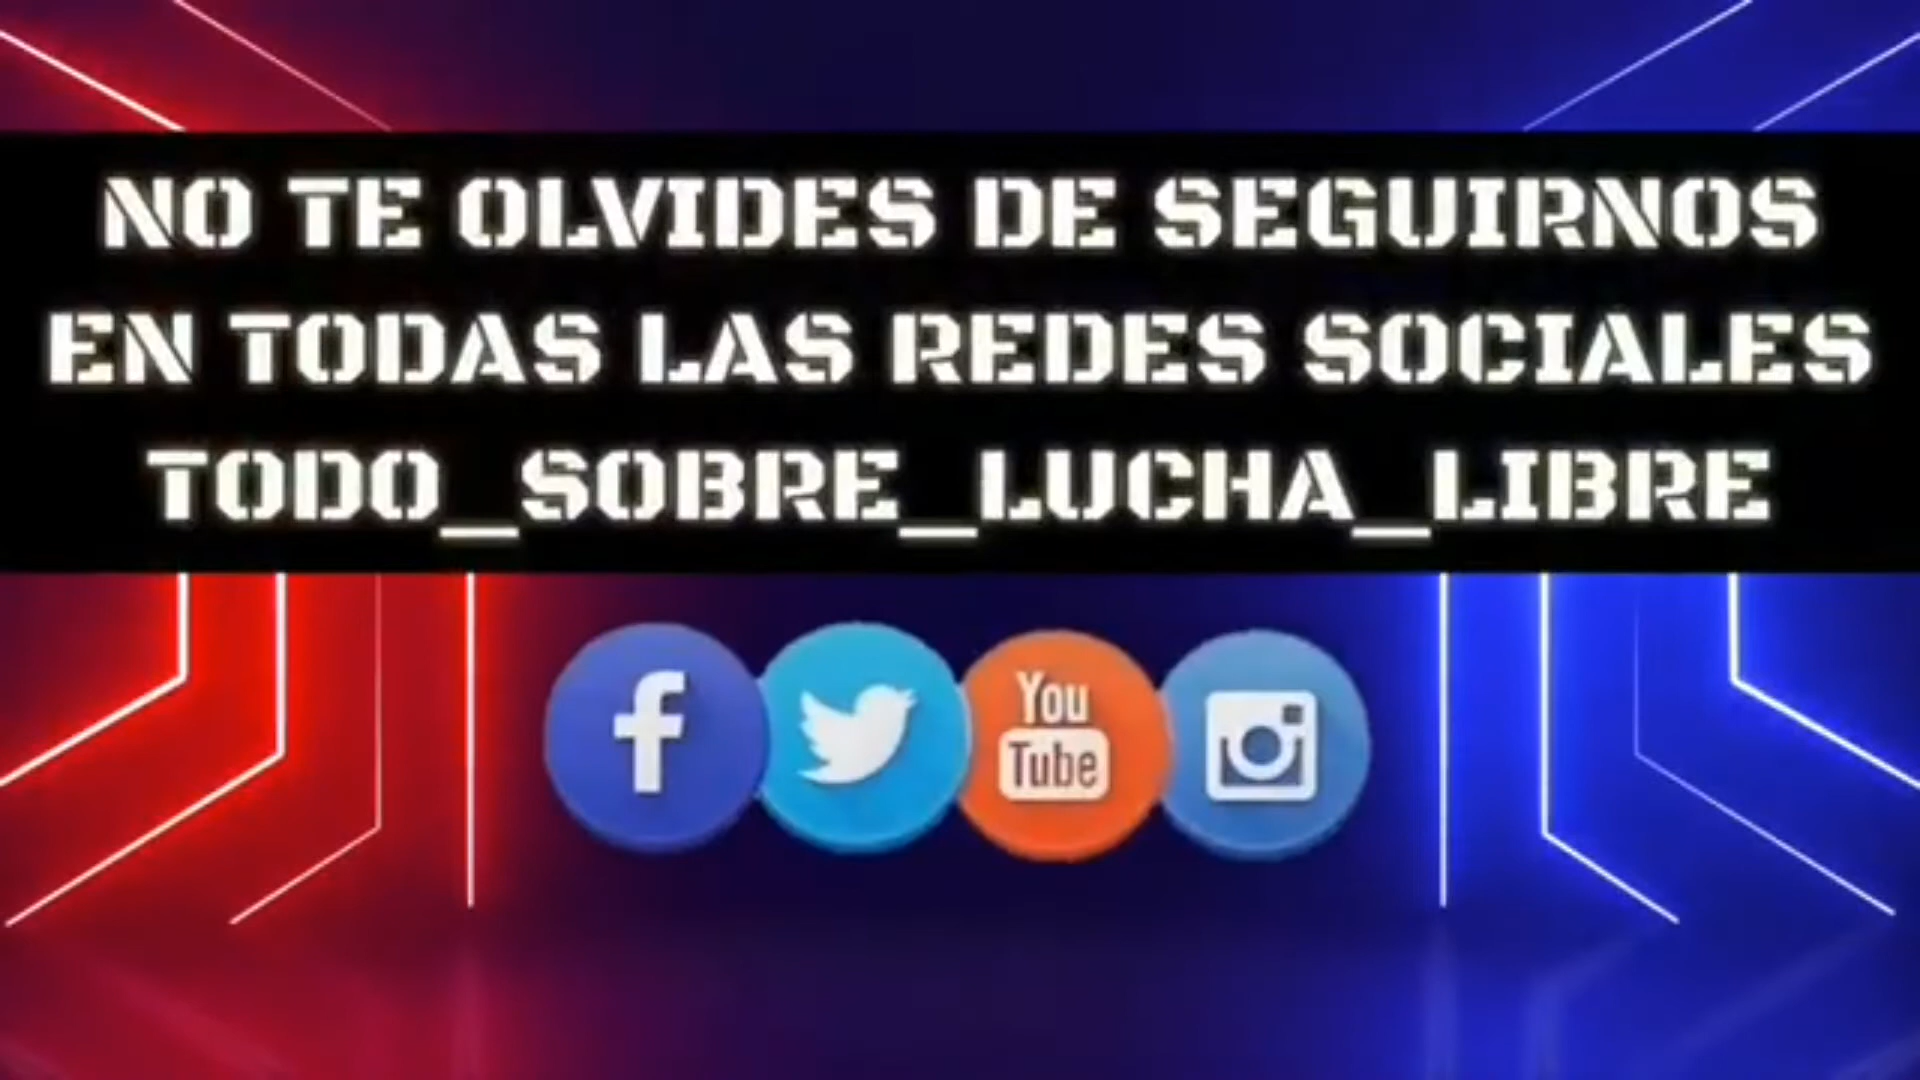 NO TE OLVIDES DE SEGUIRNOS
EN TODAS LAS REDES SOCIALES
TODO_SOBRE_LUCHA_LIBRE
f
You
Tube